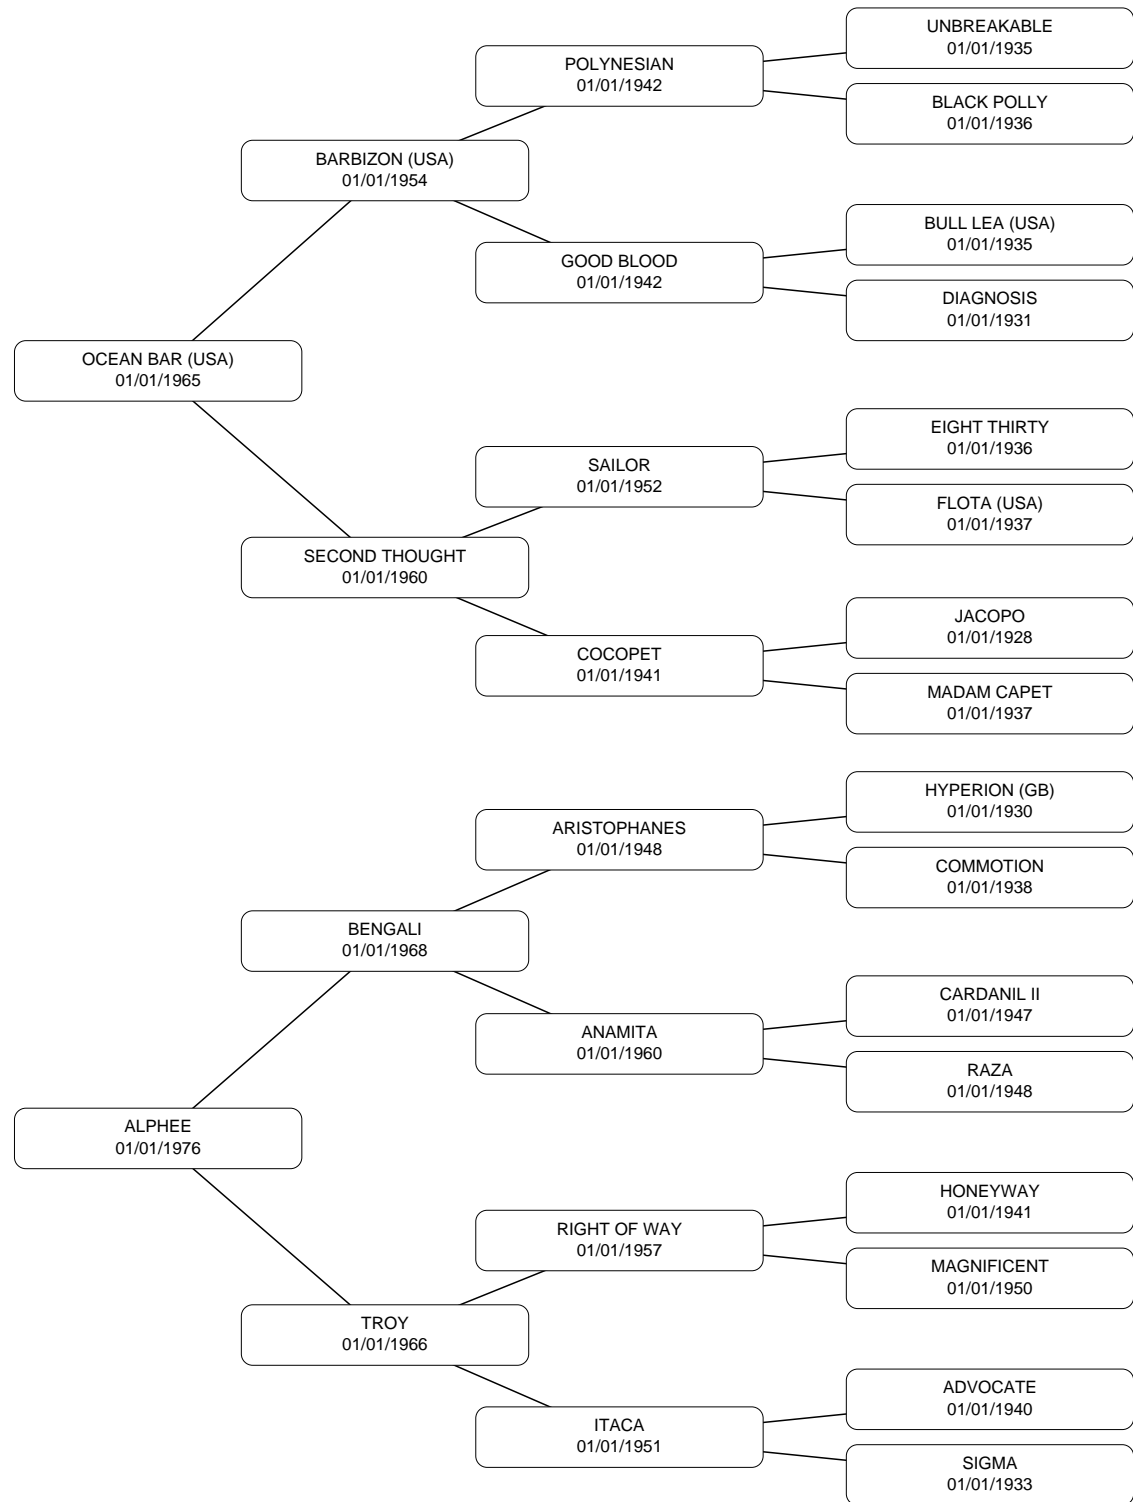 UNBREAKABLE
01/01/1935
POLYNESIAN
01/01/1942
BLACK POLLY
01/01/1936
BARBIZON (USA)
01/01/1954
BULL LEA (USA)
01/01/1935
GOOD BLOOD
01/01/1942
DIAGNOSIS
01/01/1931
OCEAN BAR (USA)
01/01/1965
EIGHT THIRTY
01/01/1936
SAILOR
01/01/1952
FLOTA (USA)
01/01/1937
SECOND THOUGHT
01/01/1960
JACOPO
01/01/1928
COCOPET
01/01/1941
MADAM CAPET
01/01/1937
HYPERION (GB)
01/01/1930
ARISTOPHANES
01/01/1948
COMMOTION
01/01/1938
BENGALI
01/01/1968
CARDANIL II
01/01/1947
ANAMITA
01/01/1960
RAZA
01/01/1948
ALPHEE
01/01/1976
HONEYWAY
01/01/1941
RIGHT OF WAY
01/01/1957
MAGNIFICENT
01/01/1950
TROY
01/01/1966
ADVOCATE
01/01/1940
ITACA
01/01/1951
SIGMA
01/01/1933